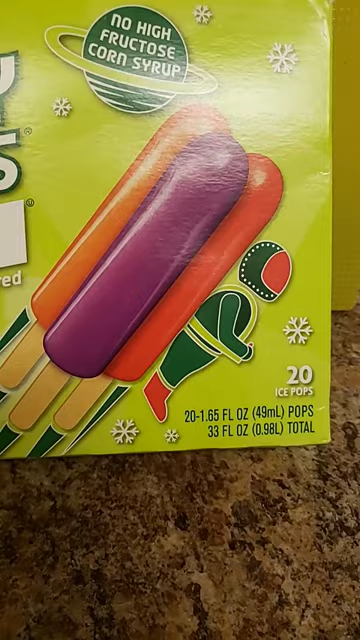 NO HIGH
FRUCTOSE
CORN SYRUP
S
red
20
ICE POPS
20-1.65 FL OZ (49mL) POPS
33 FL OZ (0.98L) TOTAL